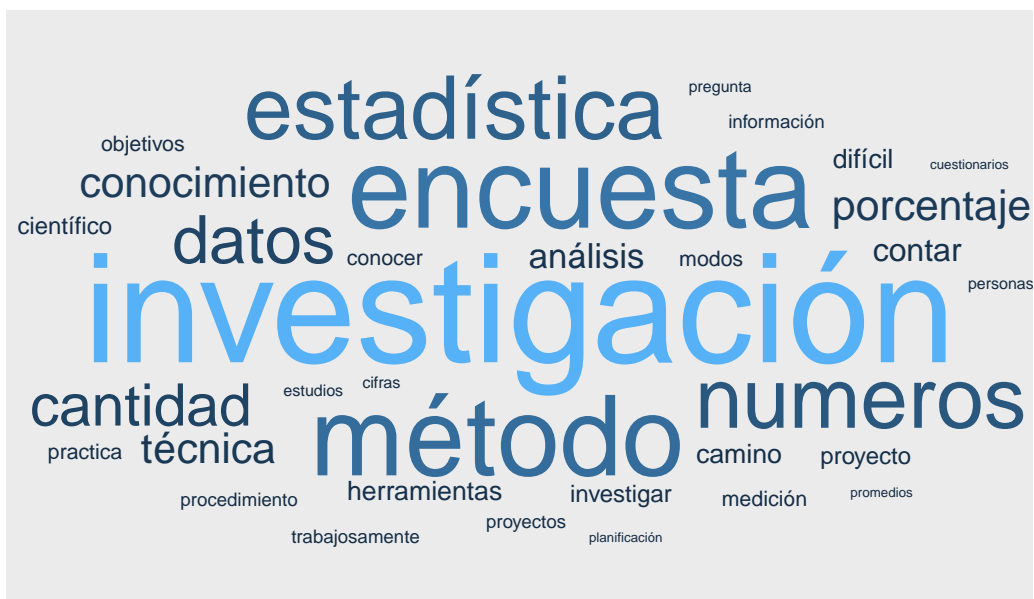 pregunta
estadística
información
objetivos
difícil
cuestionarios
conocimiento
encuesta
porcentaje
científico
datos
conocer
análisis
modos
contar
personas
investigación
estudios
cifras
cantidad
numeros
método
practica
técnica
camino
proyecto
procedimiento
herramientas
investigar
medición
promedios
proyectos
trabajosamente
planificación